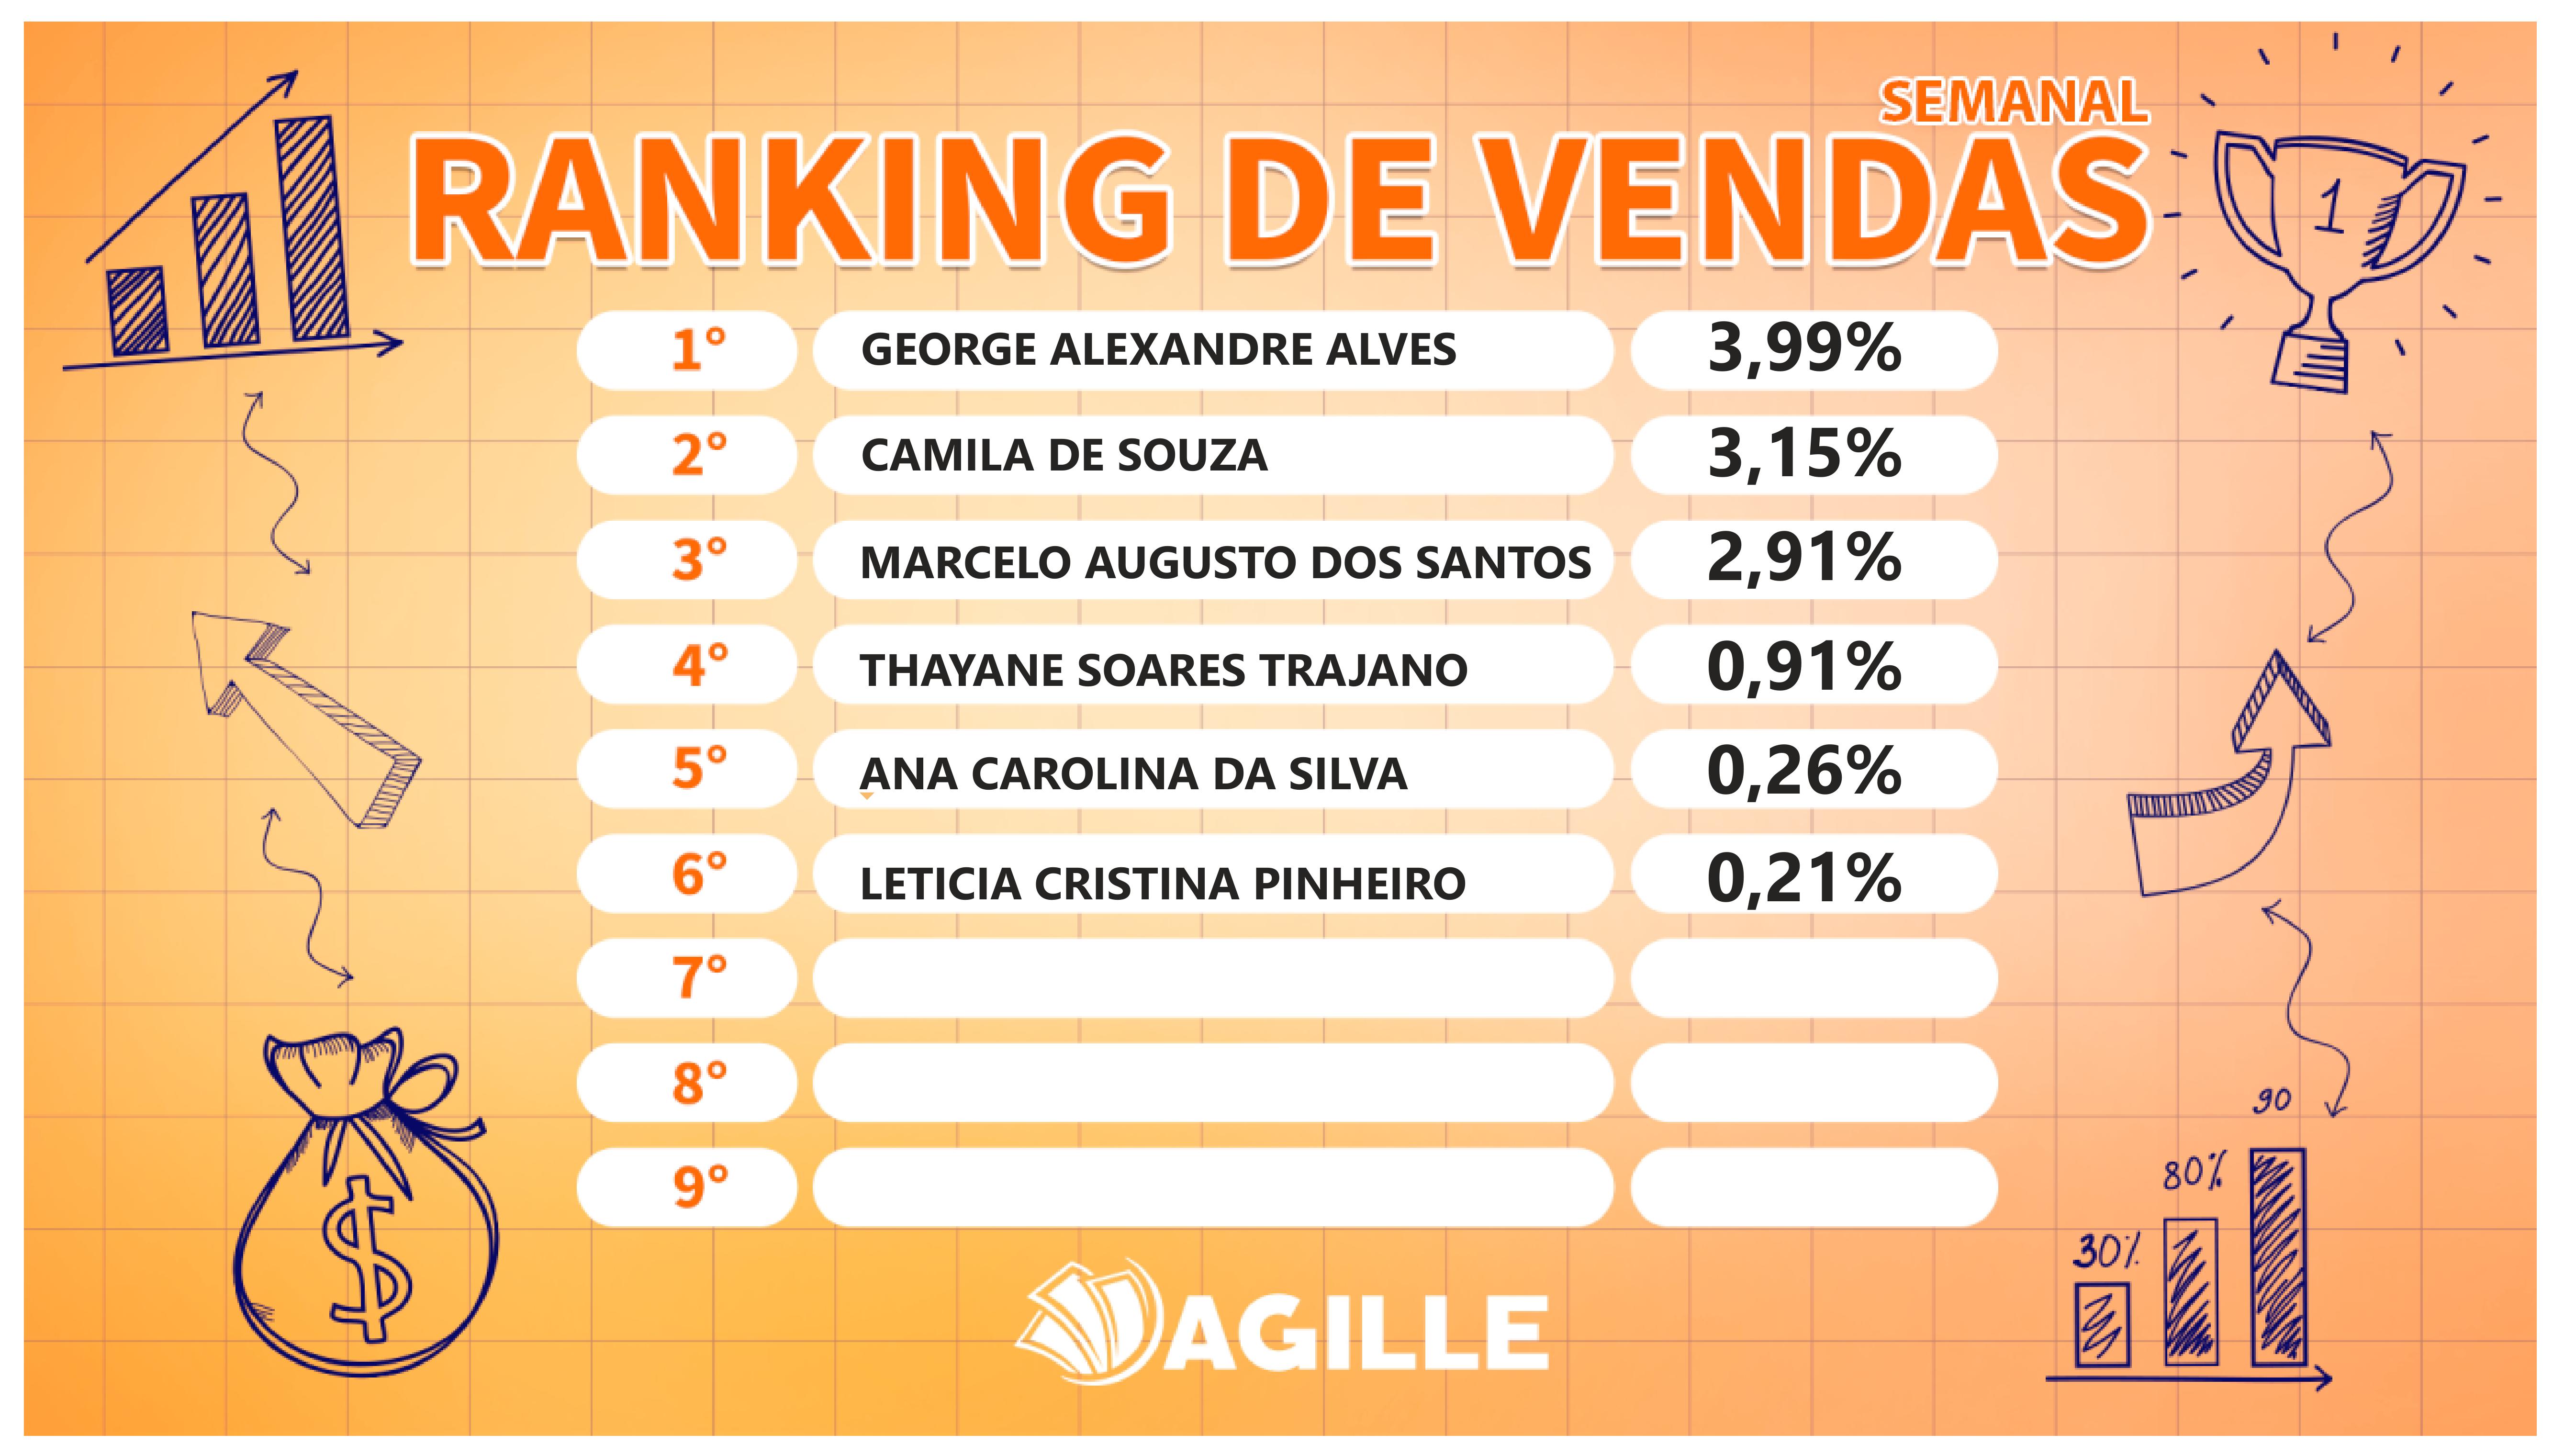 SEMANAL
RANKING DE VENDAS
1
1° GEORGE ALEXANDRE ALVES 3,99%
2° CAMILA DE SOUZA 3,15%
3° MARCELO AUGUSTO DOS SANTOS 2,91%
4° THAYANE SOARES TRAJANO 0,91%
5° ANA CAROLINA DA SILVA 0,26%
6° LETICIA CRISTINA PINHEIRO 0,21%
7°
8°
9°
$
90
80%
30%
AGILLE